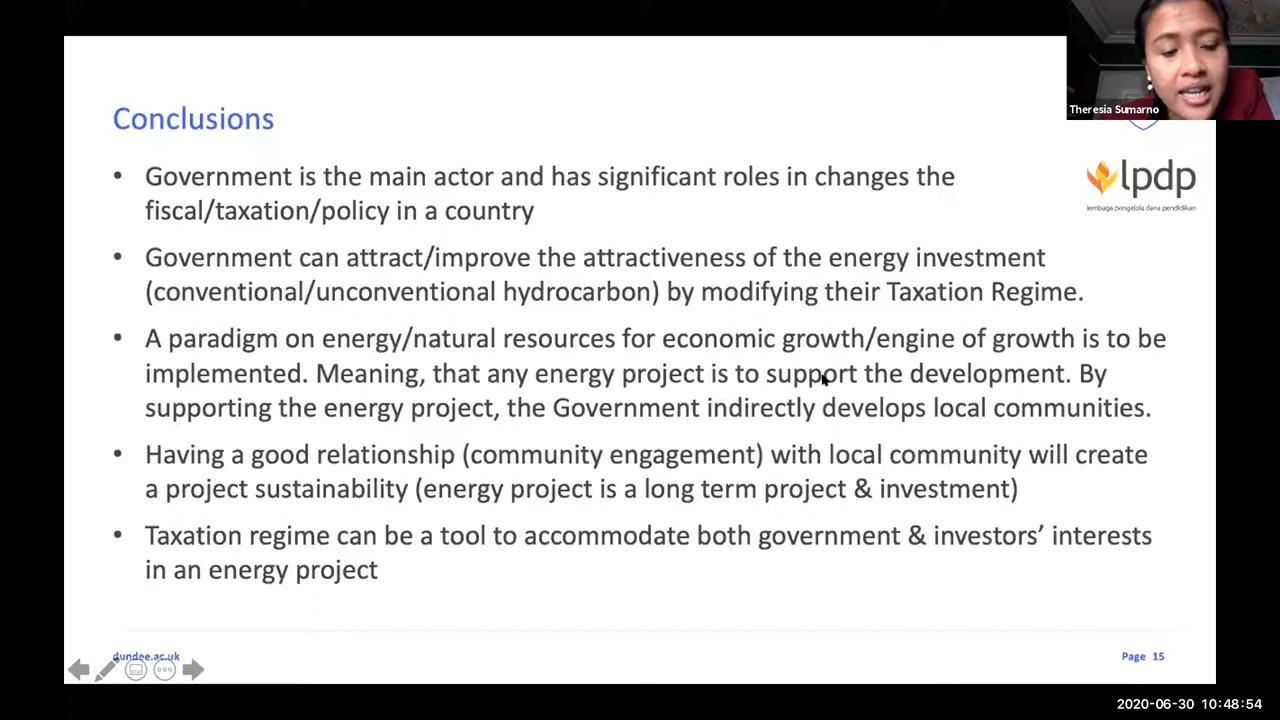 Theresia Sumarno
Conclusions
lpdp
lembaga pengelola dana pendidikan
• Government is the main actor and has significant roles in changes the
fiscal/taxation/policy in a country
• Government can attract/improve the attractiveness of the energy investment
(conventional/unconventional hydrocarbon) by modifying their Taxation Regime.
• A paradigm on energy/natural resources for economic growth/engine of growth is to be
implemented. Meaning, that any energy project is to support the development. By
supporting the energy project, the Government indirectly develops local communities.
• Having a good relationship (community engagement) with local community will create
a project sustainability (energy project is a long term project & investment)
• Taxation regime can be a tool to accommodate both government & investors’ interests
in an energy project
dundee.ac.uk
Page 15
2020-06-30 10:48:54